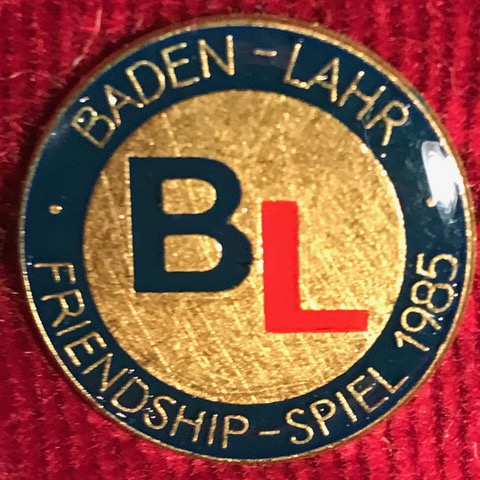 BADEN - LAHR
BL
FRIENDSHIP - SPIEL 1985